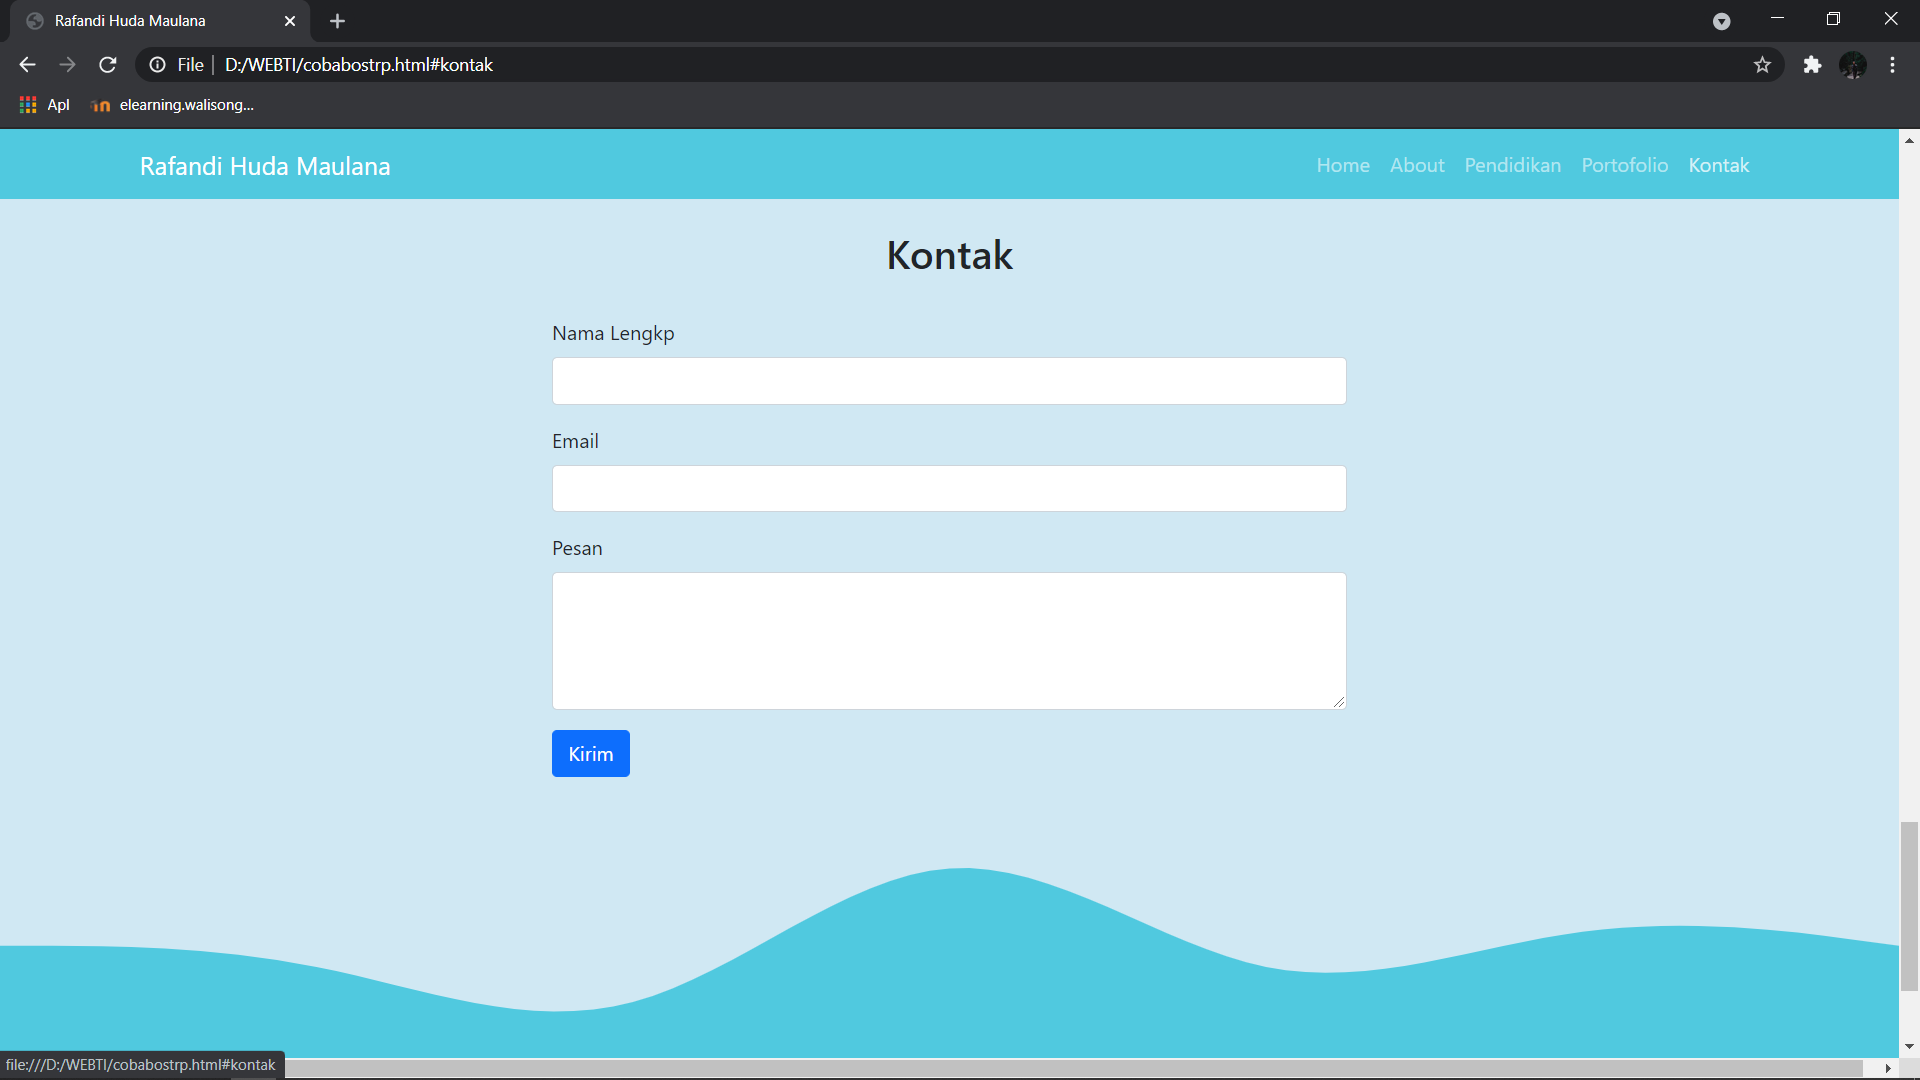 Rafandi Huda Maulana
File
D:/WEBTI/cobabostrp.html#kontak
Apl
elearning.walisong...
Rafandi Huda Maulana
Home
About
Pendidikan
Portofolio
Kontak
Kontak
Nama Lengkp
Email
Pesan
Kirim
file:///D:/WEBTI/cobabostrp.html#kontak